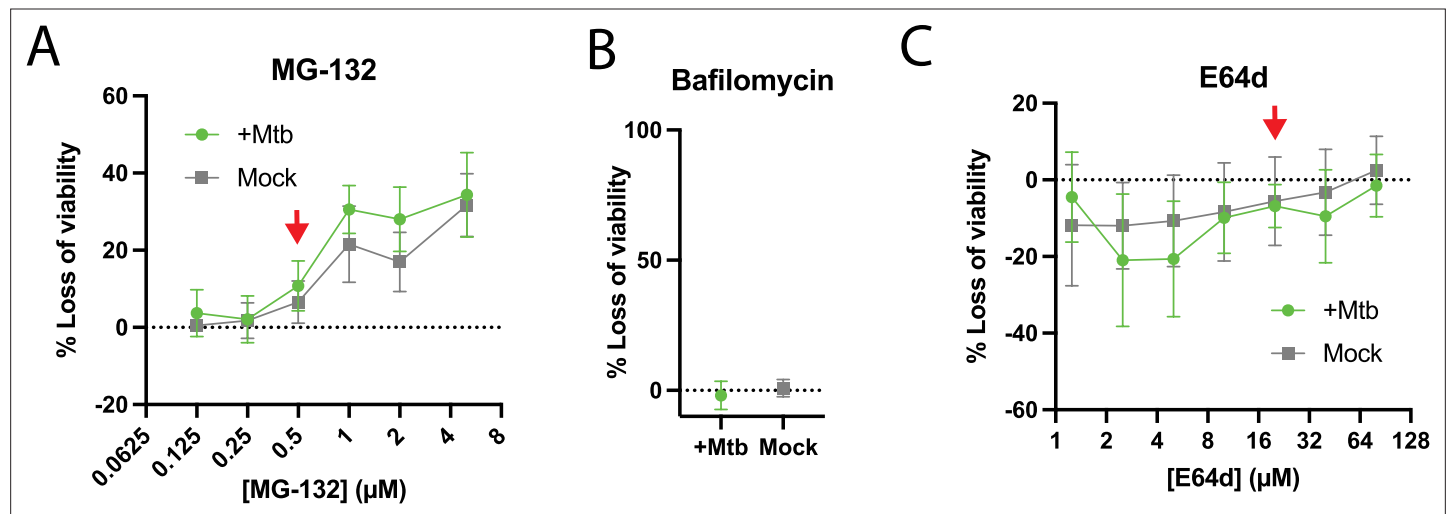 A
MG-132
60
40
20
0
-20
% Loss of viability
+Mtb
Mock
0.0625
0.125
0.25
0.5
1
2
4
8
[MG-132] (µM)
B
Bafilomycin
100
50
0
% Loss of viability
+Mtb Mock
C
E64d
20
0
-20
-40
-60
% Loss of viability
+Mtb
Mock
1 2 4 8 16 32 64 128
[E64d] (µM)